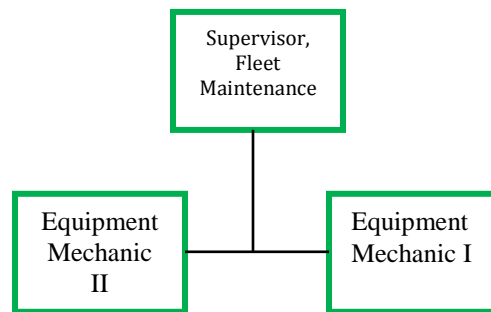 Supervisor,
Fleet
Maintenance
Equipment
Mechanic
II
Equipment
Mechanic I